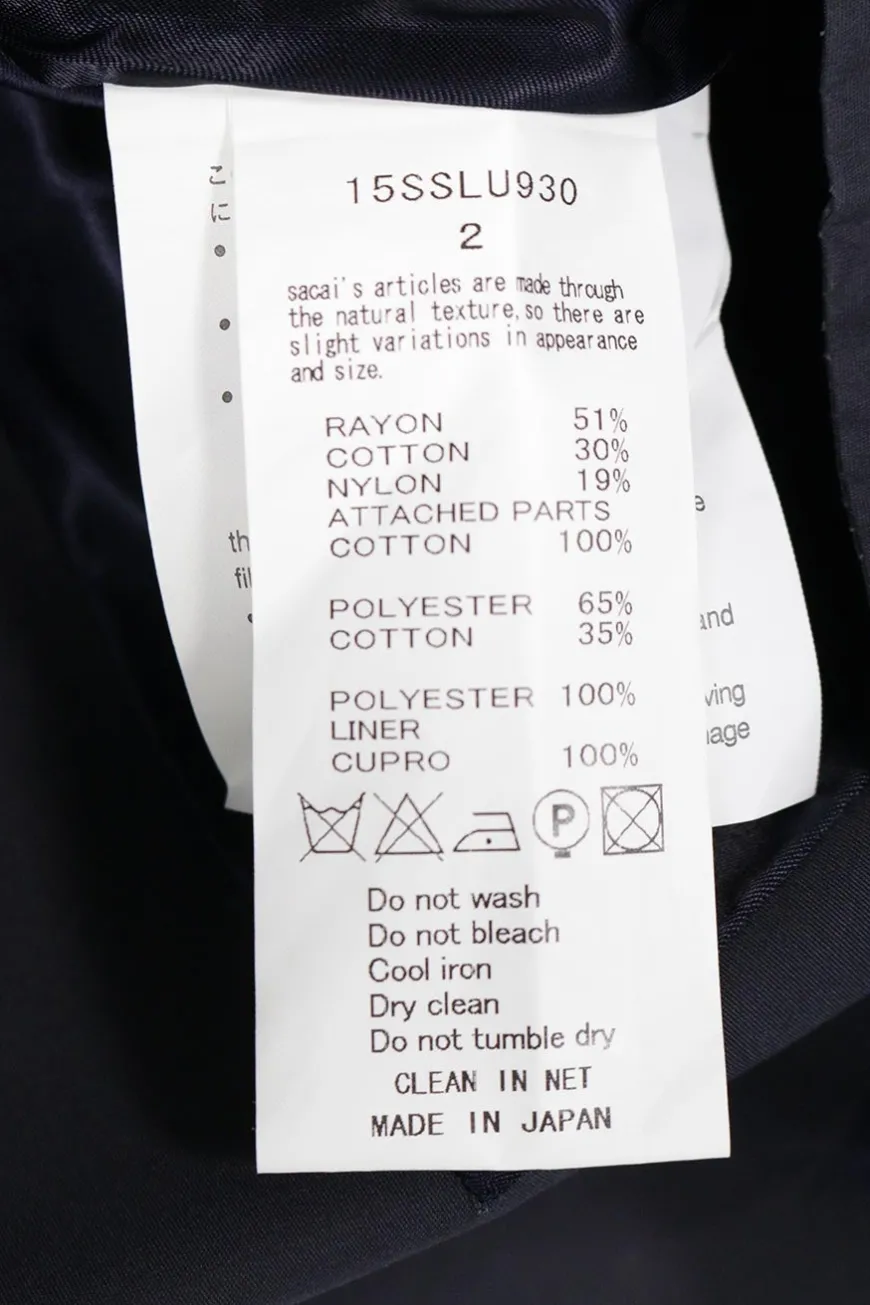 15SSLU930
2
sacai's articles are made through
the natural texture, so there are
slight variations in appearance
and size.
RAYON 51%
COTTON 30%
NYLON 19%
ATTACHED PARTS
COTTON 100%
POLYESTER 65%
COTTON 35%
POLYESTER 100%
LINER
CUPRO 100%
P
Do not wash
Do not bleach
Cool iron
Dry clean
Do not tumble dry
CLEAN IN NET
MADE IN JAPAN
こ
に